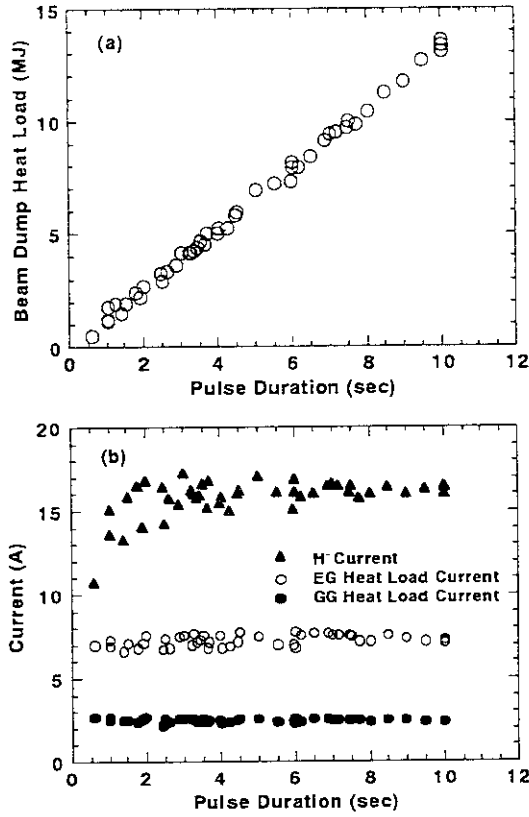 15
(a)
10
5
0
Beam Dump Heat Load (MJ)
0 2 4 6 8 10 12
Pulse Duration (sec)
20
(b)
15
10
5
0
Current (A)
▲ H⁻ Current
○ EG Heat Load Current
● GG Heat Load Current
0 2 4 6 8 10 12
Pulse Duration (sec)